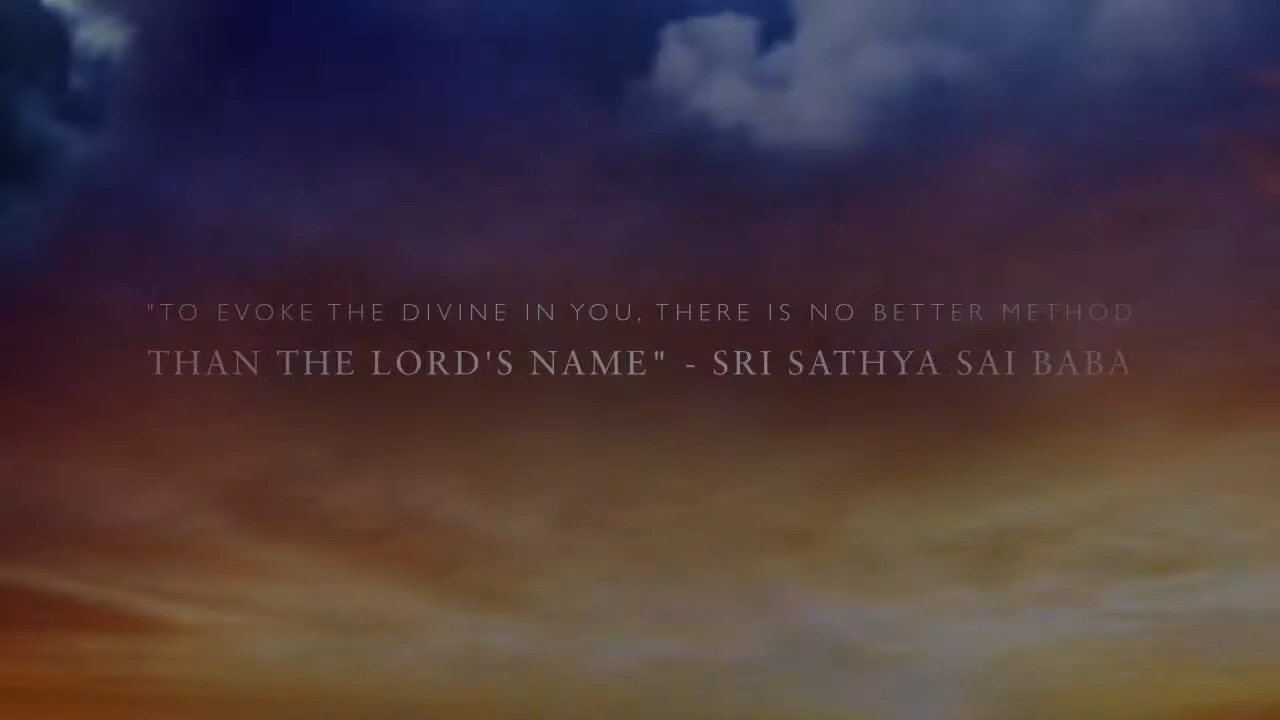 "TO EVOKE THE DIVINE IN YOU, THERE IS NO BETTER METHOD
THAN THE LORD'S NAME" - SRI SATHYA SAI BABA